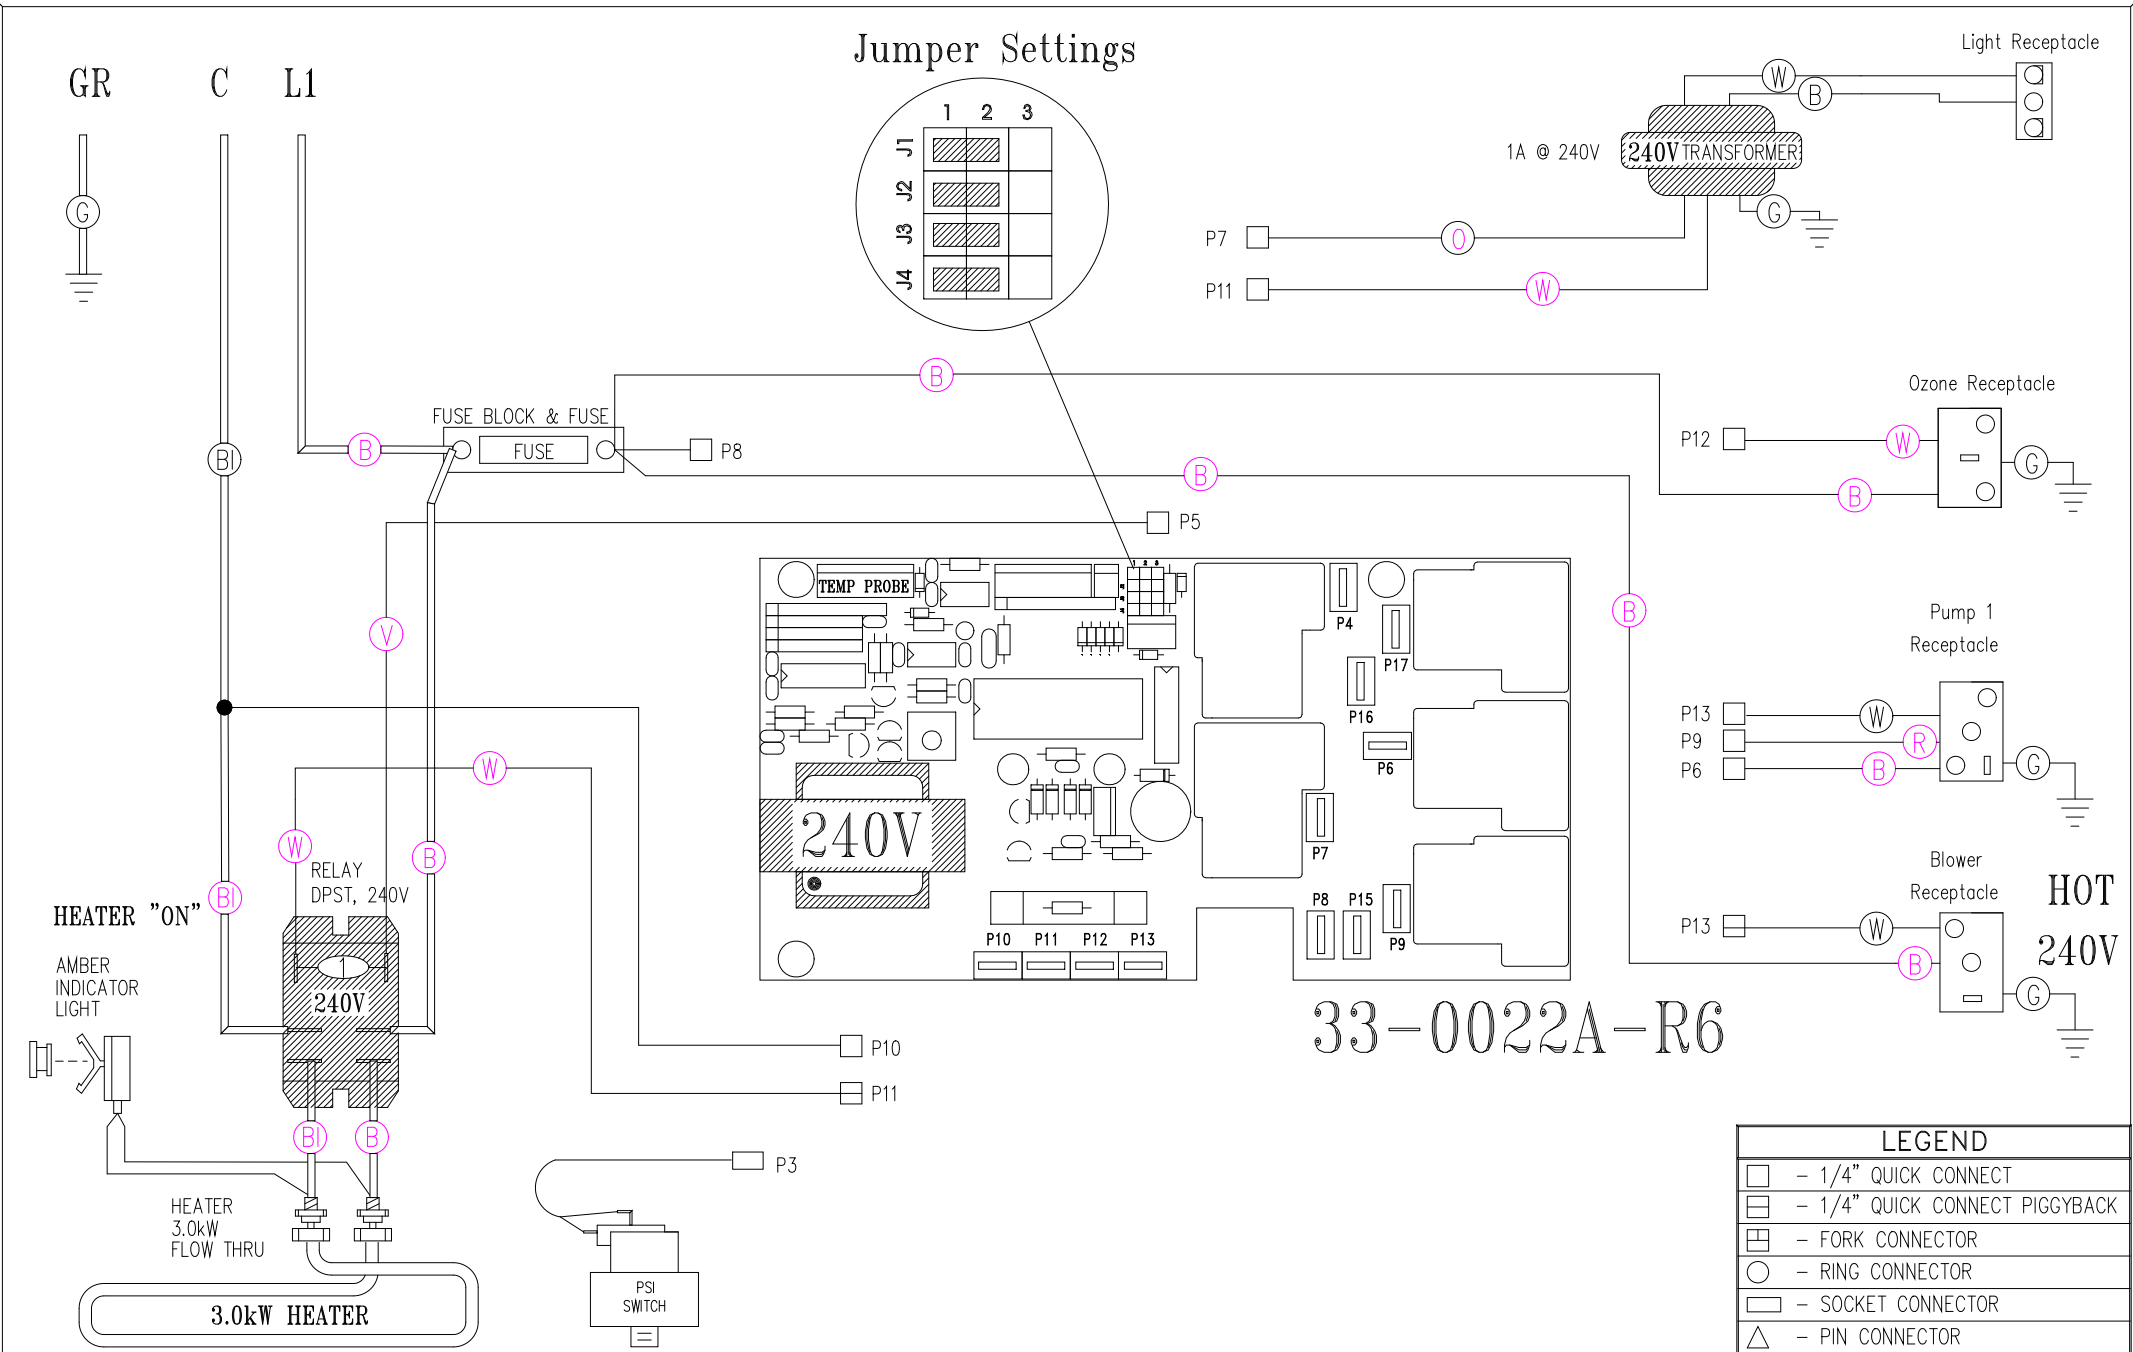 Jumper Settings
GR C L1
Light Receptacle
1 2 3
J1
J2
J3
J4
W
B
1A @ 240V
240V TRANSFORMER
G
G
P7
O
P11
W
B
Ozone Receptacle
FUSE BLOCK & FUSE
B
FUSE
P8
P12
W
G
BI
B
B
P5
TEMP PROBE
1 2 3
P4
B
Pump 1
Receptacle
V
P17
P16
P13
W
P9
R
P6
B
G
P6
W
240V
P7
W
B
RELAY
DPST, 240V
BI
Blower
Receptacle
HOT
240V
HEATER "ON"
P8 P15
P9
P13
W
P10 P11 P12 P13
B
G
AMBER
INDICATOR
LIGHT
1
240V
33-0022A-R6
P10
P11
BI
B
P3
HEATER
3.0kW
FLOW THRU
3.0kW HEATER
PSI
SWITCH
LEGEND
- 1/4" QUICK CONNECT
- 1/4" QUICK CONNECT PIGGYBACK
- FORK CONNECTOR
- RING CONNECTOR
- SOCKET CONNECTOR
- PIN CONNECTOR